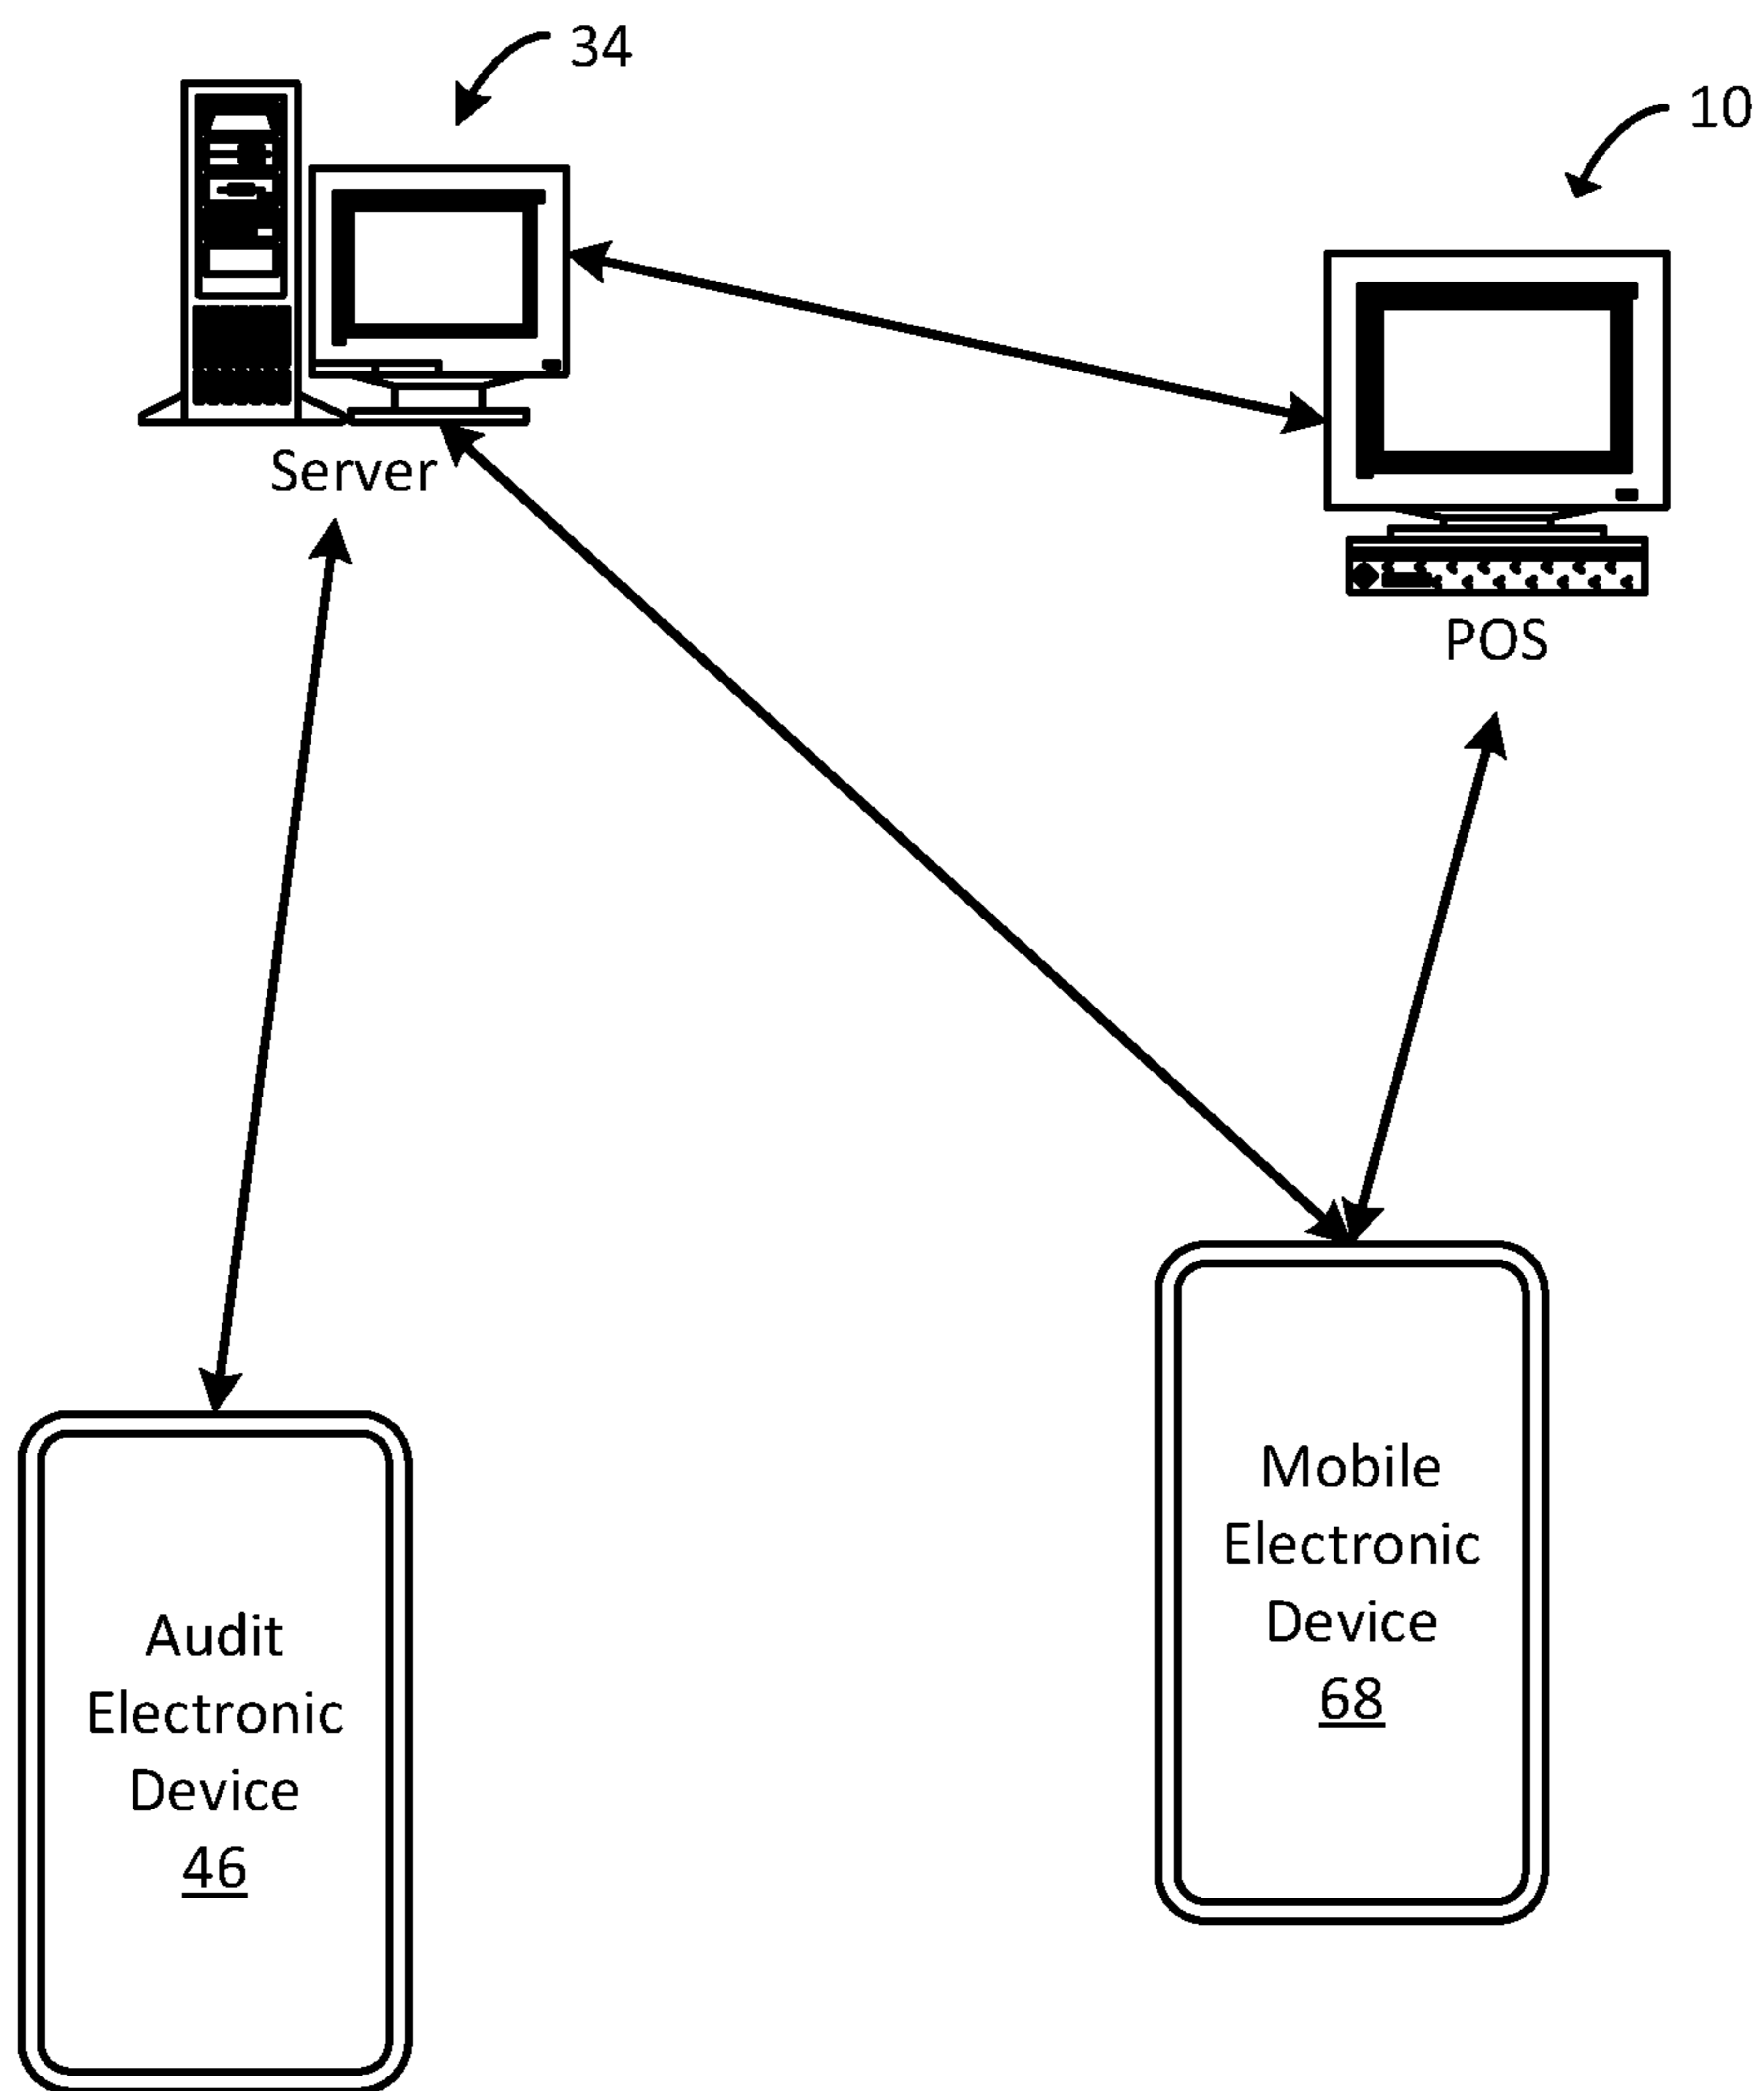 34
10
Server
POS
Mobile
Electronic
Device
68
Audit
Electronic
Device
46